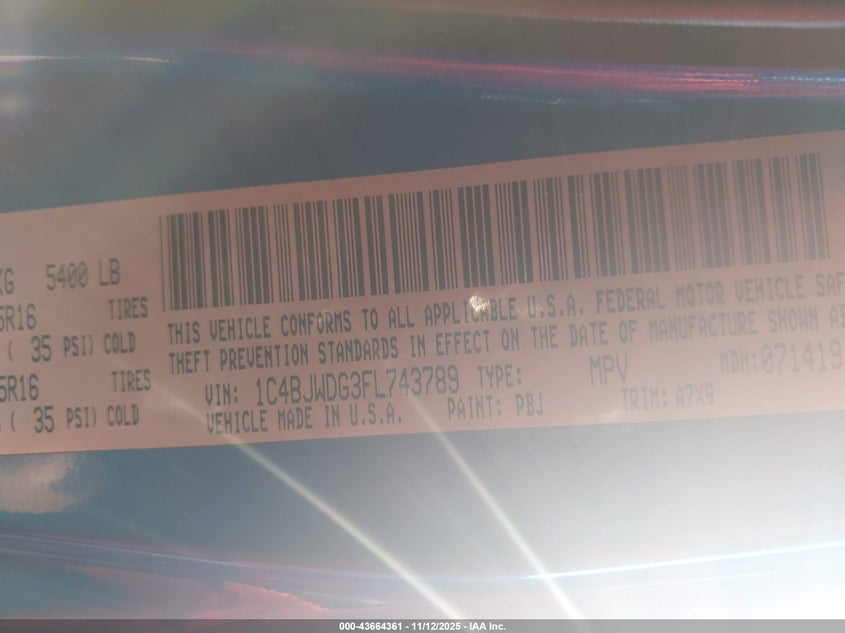 KG 5400 LB
5R16 TIRES
( 35 PSI) COLD
5R16 TIRES
( 35 PSI) COLD
THIS VEHICLE CONFORMS TO ALL APPLICABLE U.S.A. FEDERAL MOTOR VEHICLE SAF
THEFT PREVENTION STANDARDS IN EFFECT ON THE DATE OF MANUFACTURE SHOWN AB
VIN: 1C4BJWDG3FL743789 TYPE: MPV MDH:071419
VEHICLE MADE IN U.S.A. PAINT: PBJ TRIM: A7X9
000-43664361 - 11/12/2025 - IAA Inc.